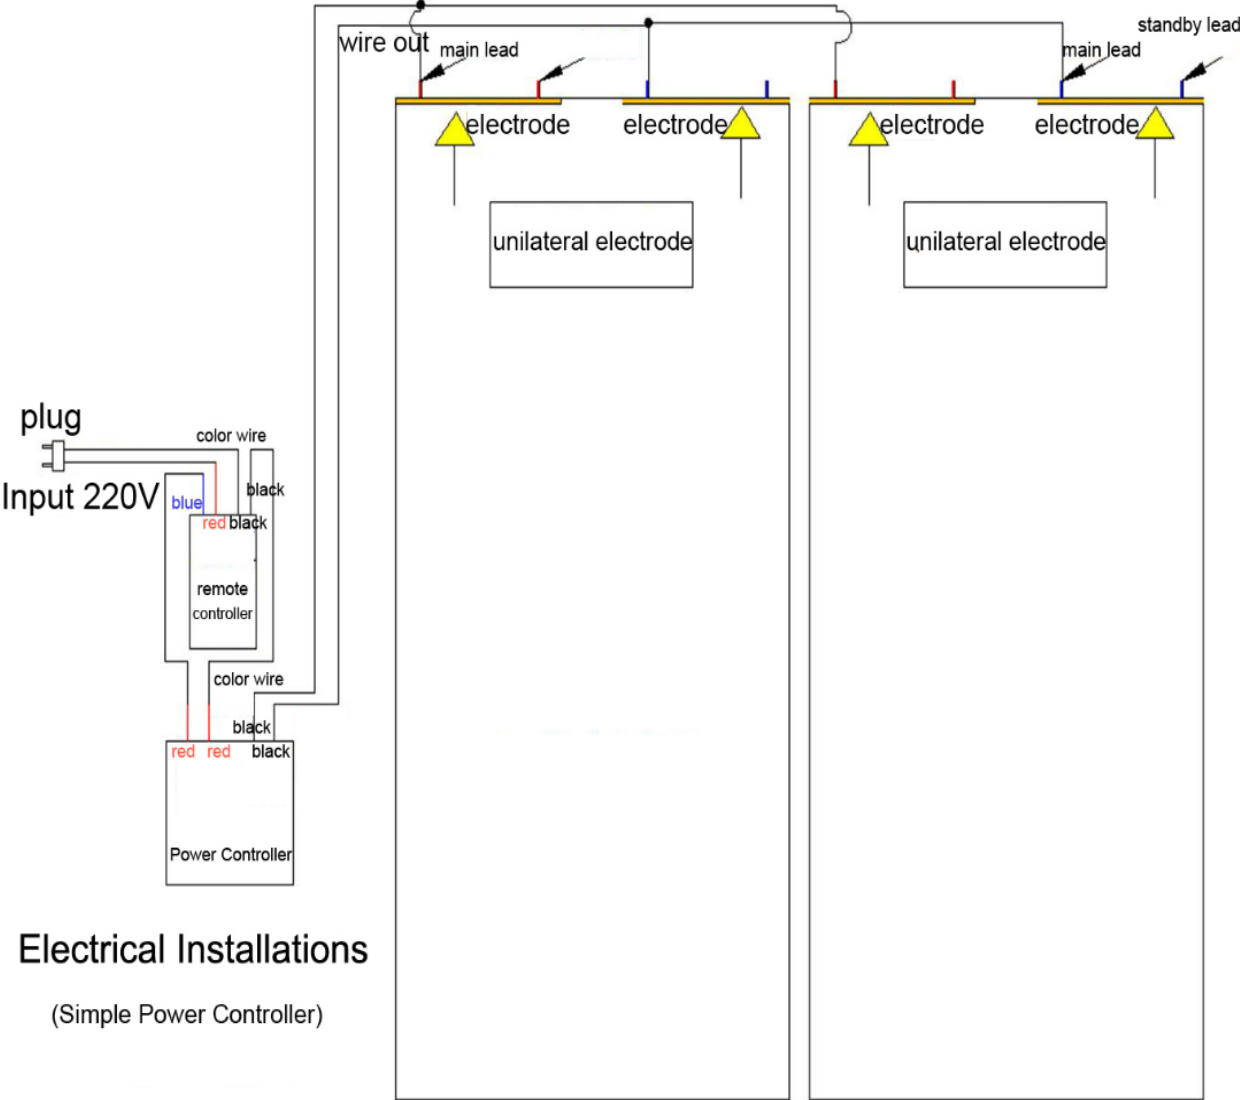 standby lead
wire out
main lead
main lead
electrode
electrode
electrode
electrode
unilateral electrode
unilateral electrode
plug
color wire
Input 220V
blue
black
red
black
remote
controller
color wire
black
red
red
black
Power Controller
Electrical Installations
(Simple Power Controller)